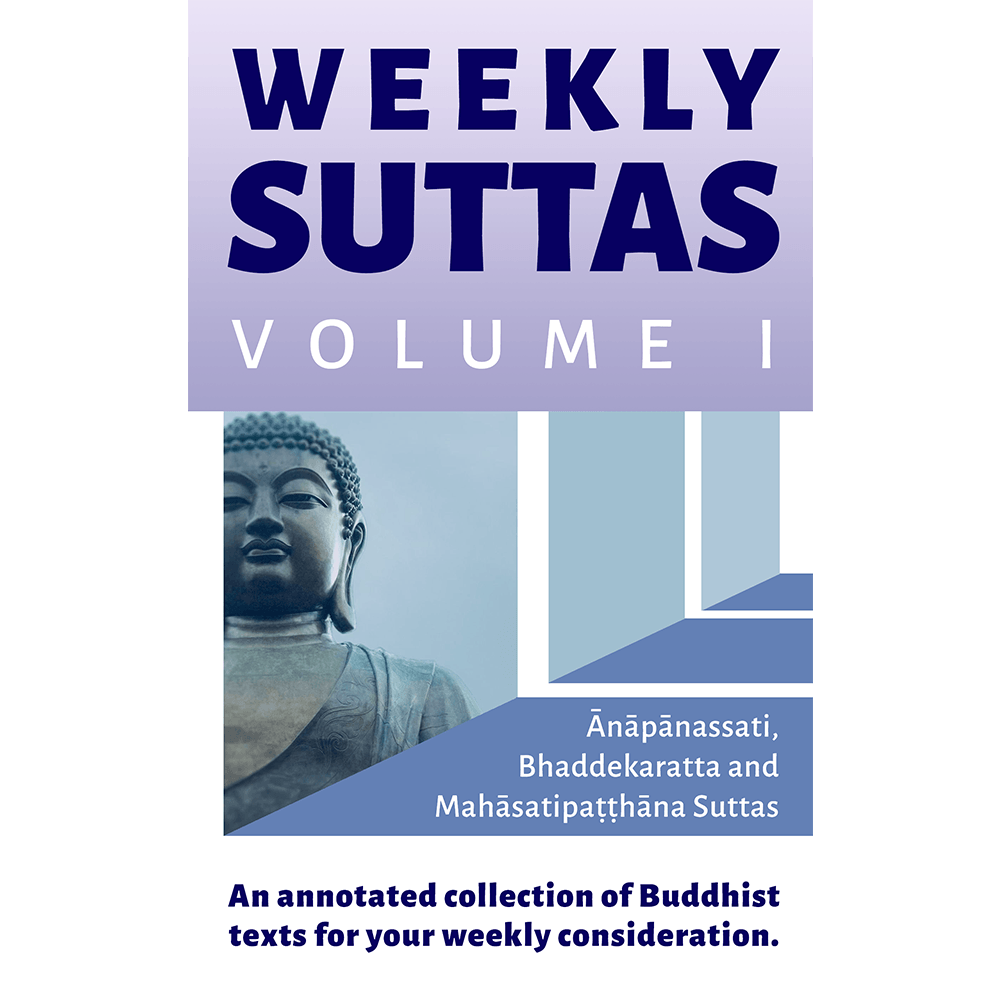 WEEKLY
SUTTAS
VOLUME I
Ānāpānassati,
Bhaddekaratta and
Mahāsatipaṭṭhāna Suttas
An annotated collection of Buddhist
texts for your weekly consideration.